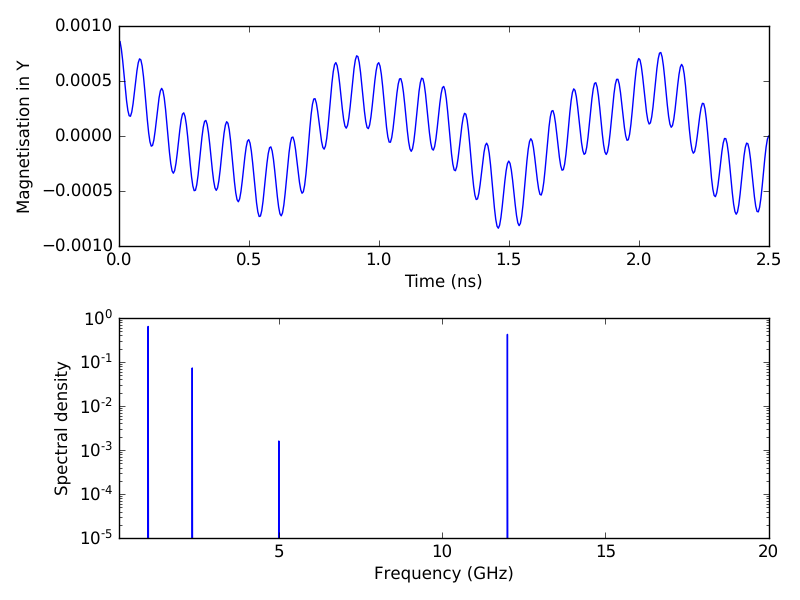 0.0010
0.0005
0.0000
−0.0005
−0.0010
Magnetisation in Y
0.0 0.5 1.0 1.5 2.0 2.5
Time (ns)
10⁰
10⁻¹
10⁻²
10⁻³
10⁻⁴
10⁻⁵
Spectral density
5 10 15 20
Frequency (GHz)